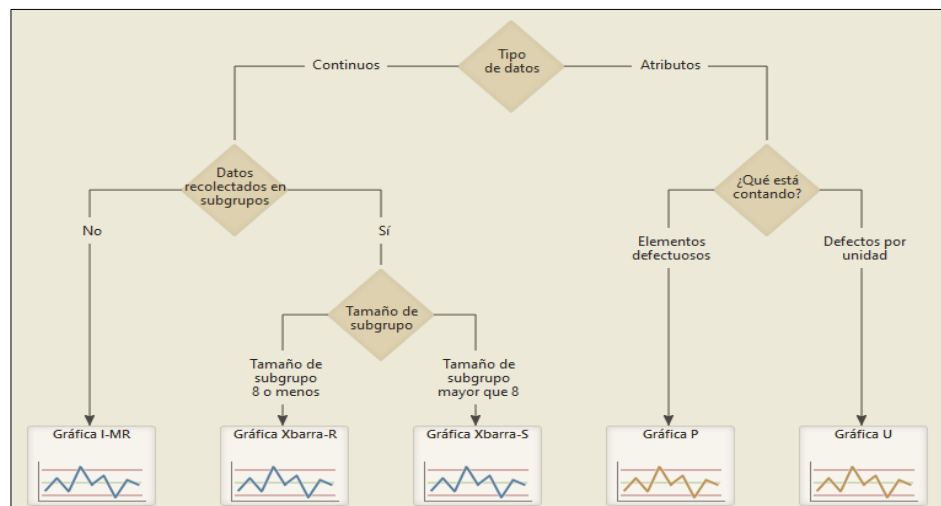 Tipo
de datos
Continuos
Atributos
Datos
recolectados en
subgrupos
¿Qué está
contando?
No
Sí
Elementos
defectuosos
Defectos por
unidad
Tamaño de
subgrupo
Tamaño de
subgrupo
8 o menos
Tamaño de
subgrupo
mayor que 8
Gráfica I-MR
Gráfica Xbarra-R
Gráfica Xbarra-S
Gráfica P
Gráfica U